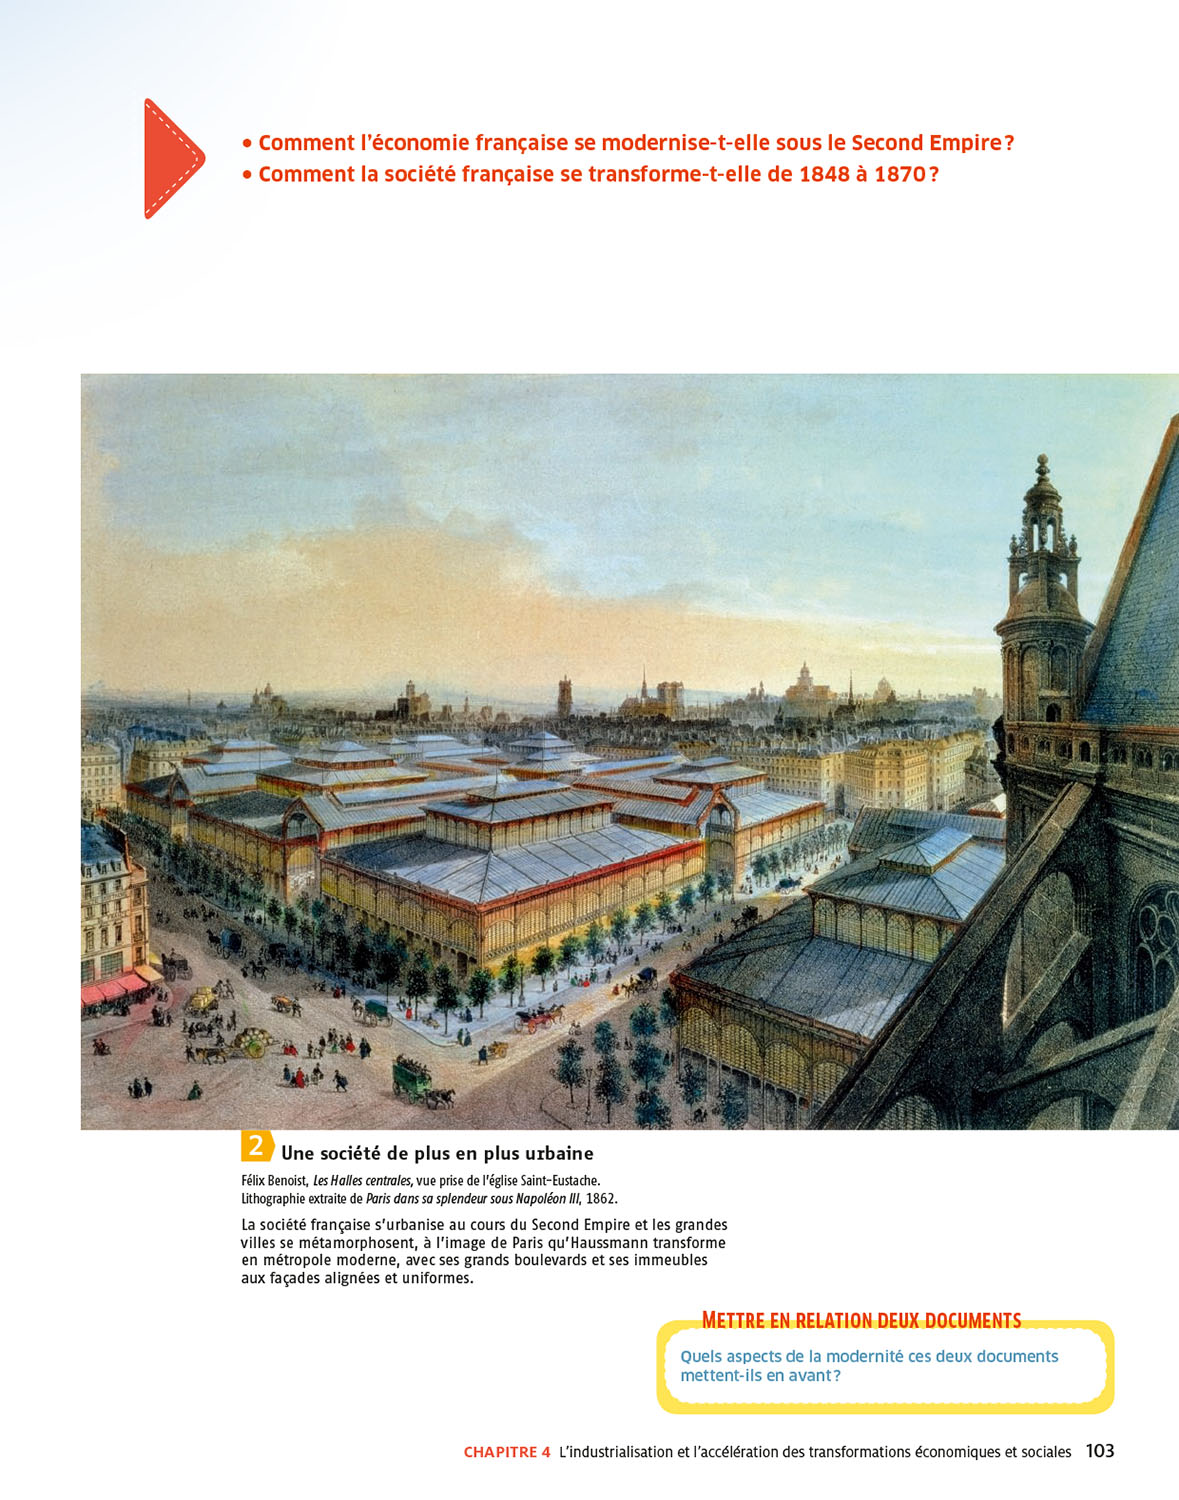 • Comment l’économie française se modernise-t-elle sous le Second Empire ?
• Comment la société française se transforme-t-elle de 1848 à 1870 ?
2 Une société de plus en plus urbaine
Félix Benoist, Les Halles centrales, vue prise de l’église Saint-Eustache.
Lithographie extraite de Paris dans sa splendeur sous Napoléon III, 1862.
La société française s’urbanise au cours du Second Empire et les grandes
villes se métamorphosent, à l’image de Paris qu’Haussmann transforme
en métropole moderne, avec ses grands boulevards et ses immeubles
aux façades alignées et uniformes.
METTRE EN RELATION DEUX DOCUMENTS
Quels aspects de la modernité ces deux documents
mettent-ils en avant ?
CHAPITRE 4 L’industrialisation et l’accélération des transformations économiques et sociales 103